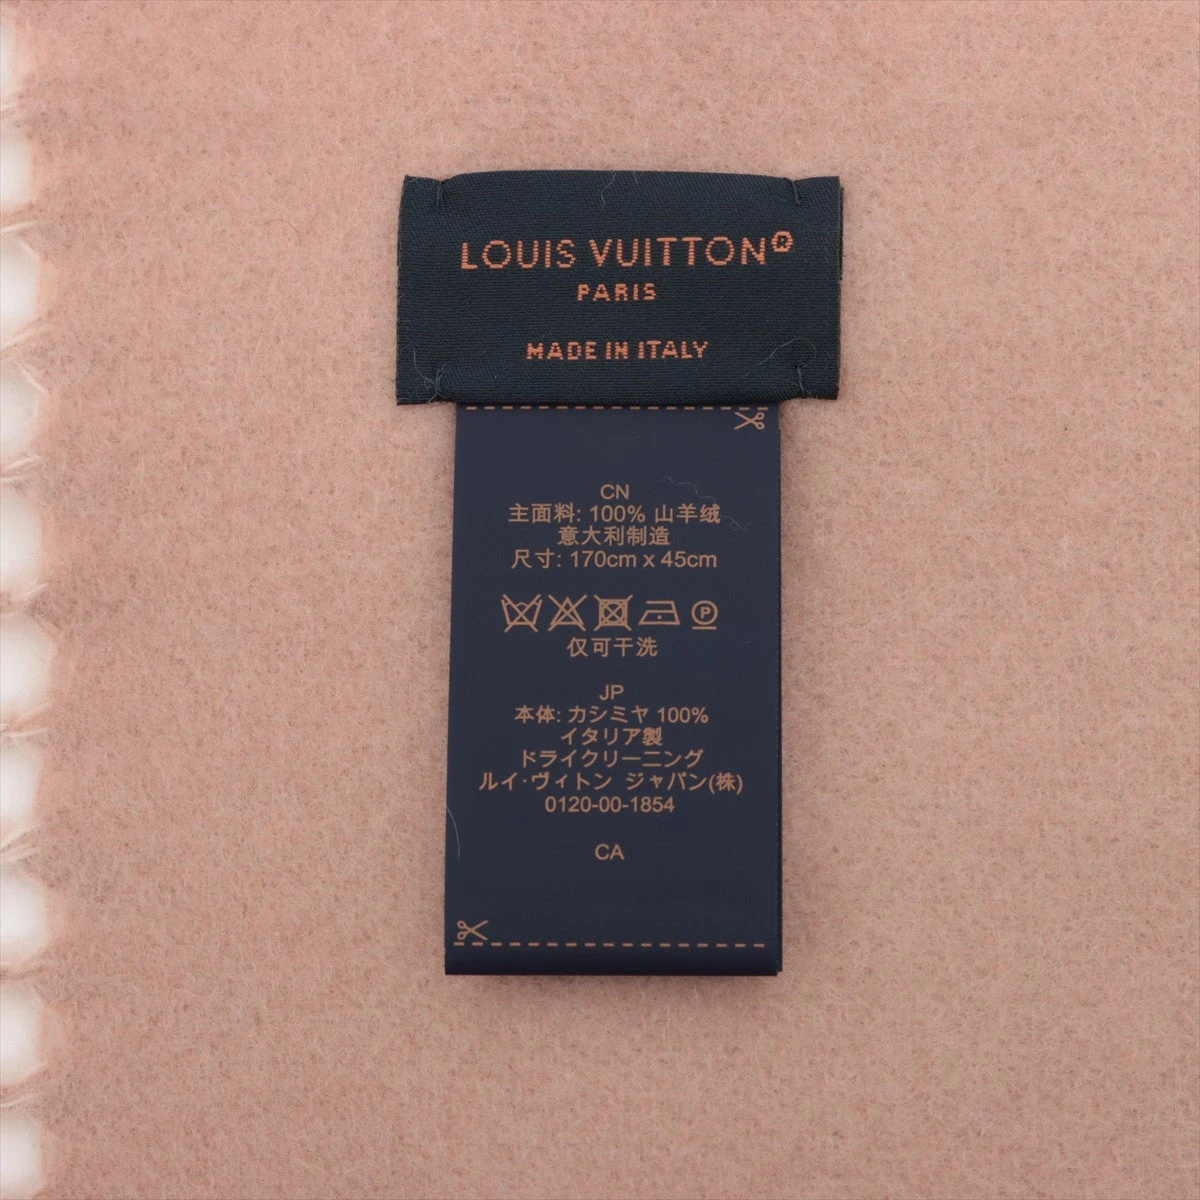 LOUIS VUITTON®
PARIS
MADE IN ITALY
CN
主面料: 100% 山羊绒
意大利制造
尺寸: 170cm x 45cm
P
仅可干洗
JP
本体: カシミヤ 100%
イタリア製
ドライクリーニング
ルイ·ヴィトン ジャパン(株)
0120-00-1854
CA